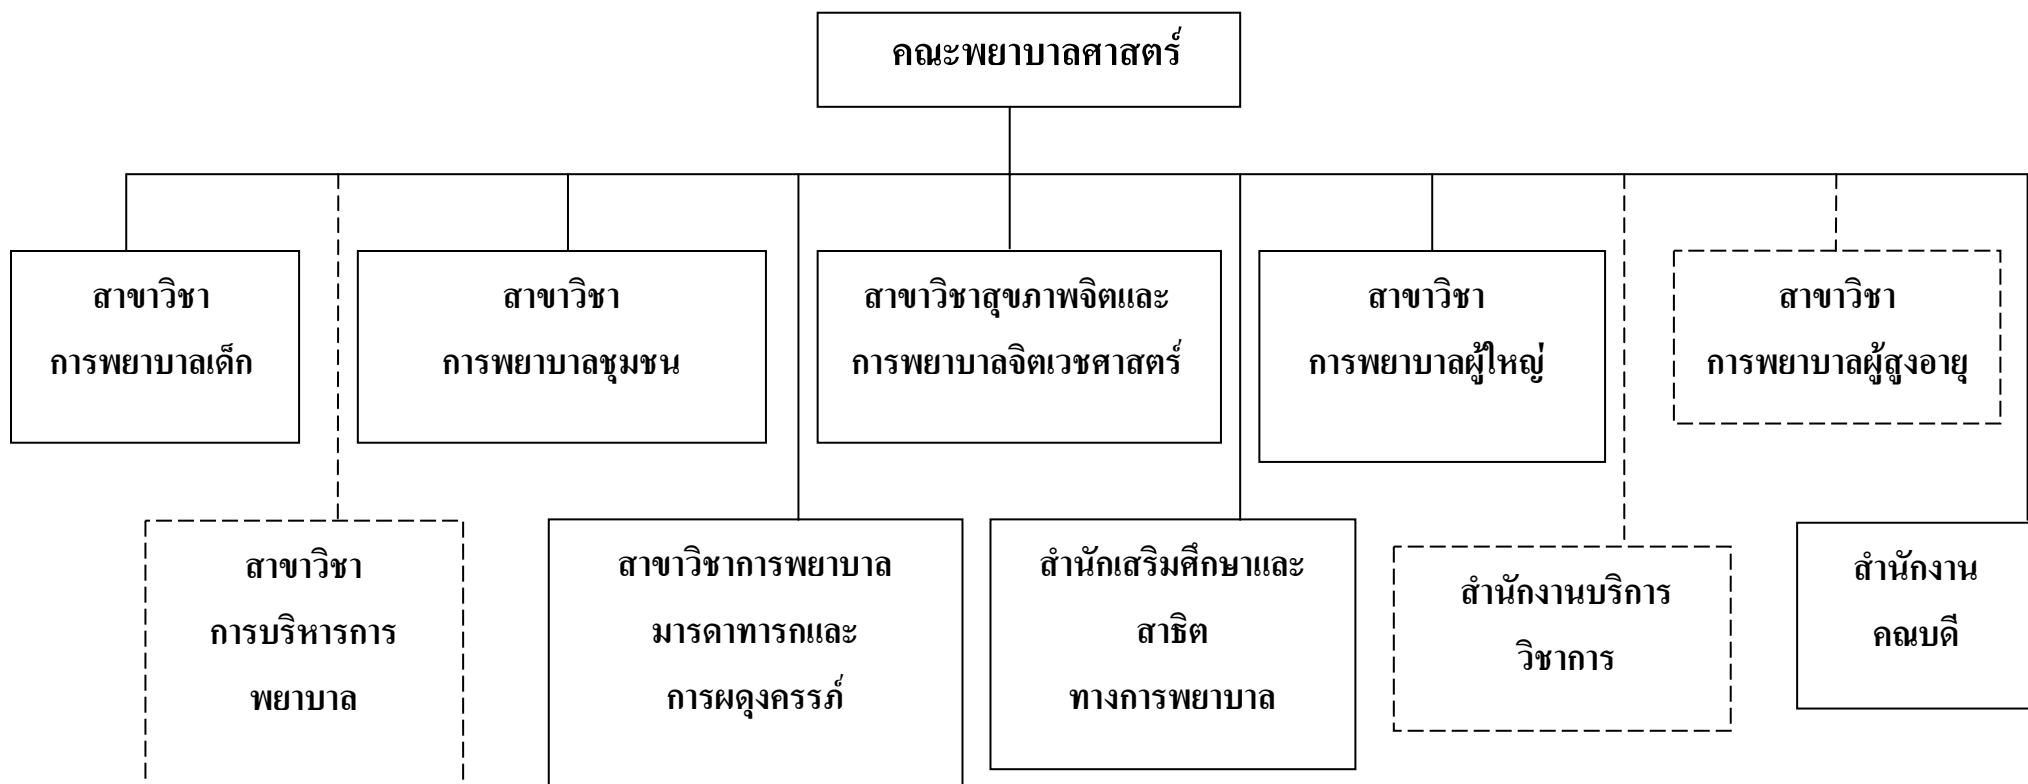 คณะพยาบาลศาสตร์
สาขาวิชา
การพยาบาลเด็ก
สาขาวิชา
การพยาบาลชุมชน
สาขาวิชาสุขภาพจิตและ
การพยาบาลจิตเวชศาสตร์
สาขาวิชา
การพยาบาลผู้ใหญ่
สาขาวิชา
การพยาบาลผู้สูงอายุ
สาขาวิชา
การบริหารการ
พยาบาล
สาขาวิชาการพยาบาล
มารดาทารกและ
การผดุงครรภ์
สำนักเสริมศึกษาและ
สาธิต
ทางการพยาบาล
สำนักงานบริการ
วิชาการ
สำนักงาน
คณบดี